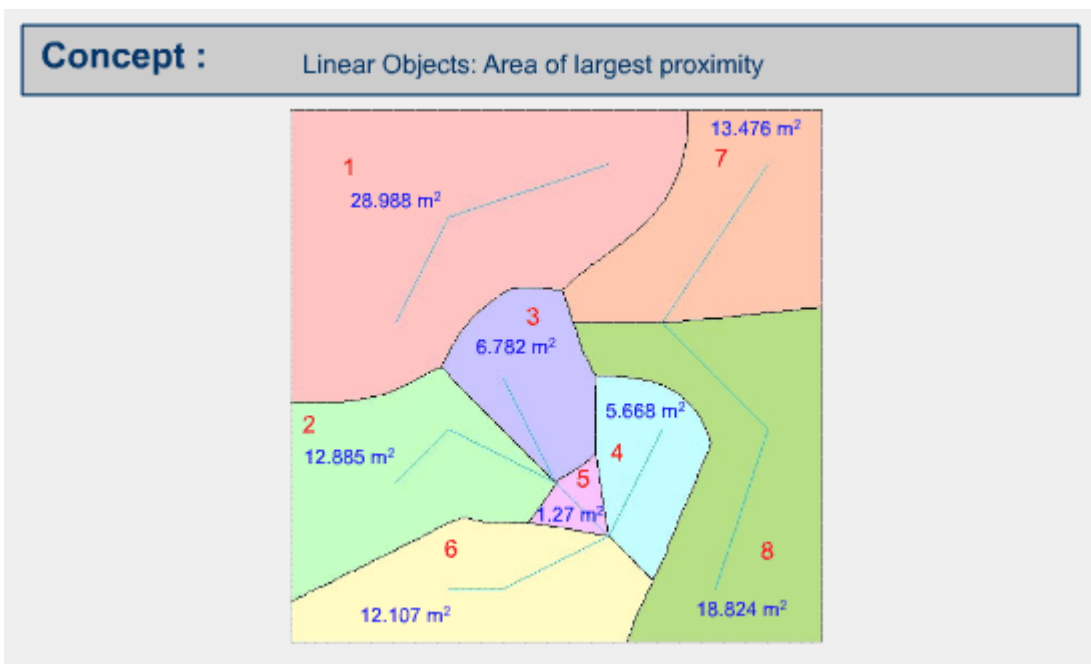 Concept :
Linear Objects: Area of largest proximity
13.476 m²
7
1
28.988 m²
3
6.782 m²
5.668 m²
2
12.885 m²
4
5
1.27 m²
6
8
12.107 m²
18.824 m²